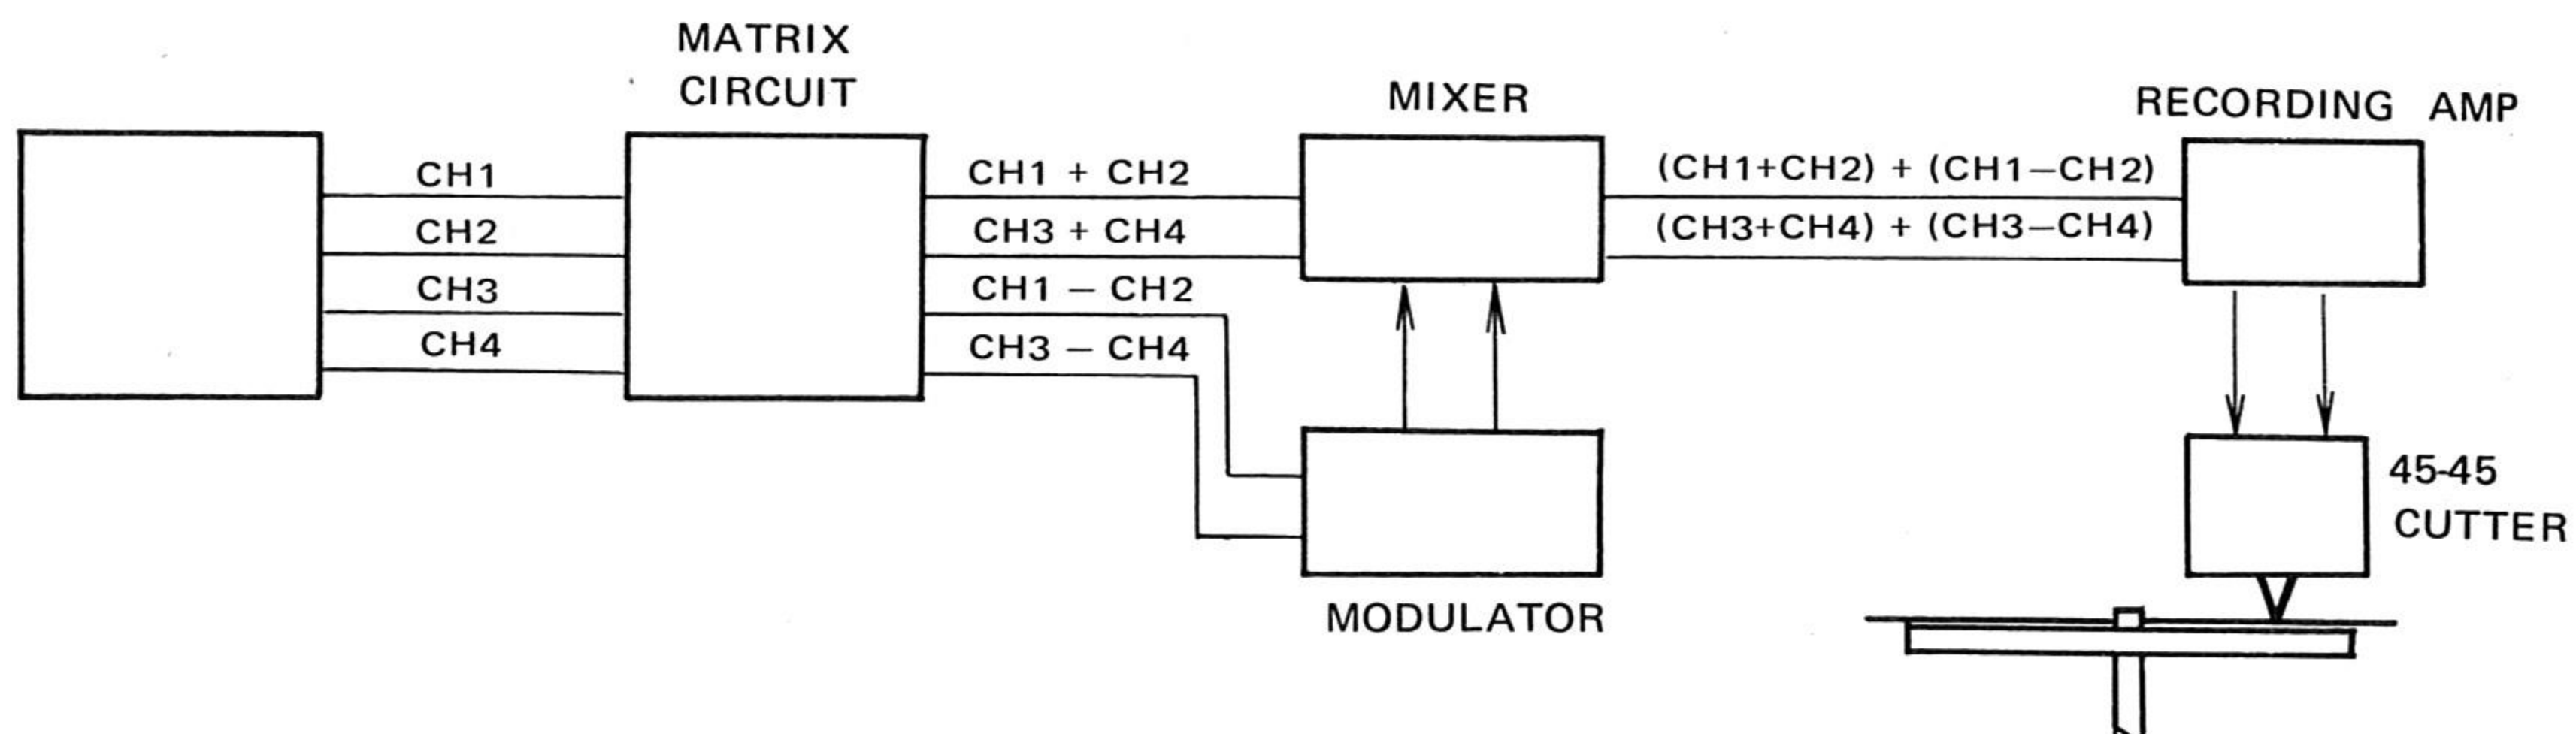 MATRIX
CIRCUIT
MIXER
RECORDING AMP
CH1
CH2
CH3
CH4
CH1 + CH2
CH3 + CH4
CH1 − CH2
CH3 − CH4
(CH1+CH2) + (CH1−CH2)
(CH3+CH4) + (CH3−CH4)
45-45
CUTTER
MODULATOR